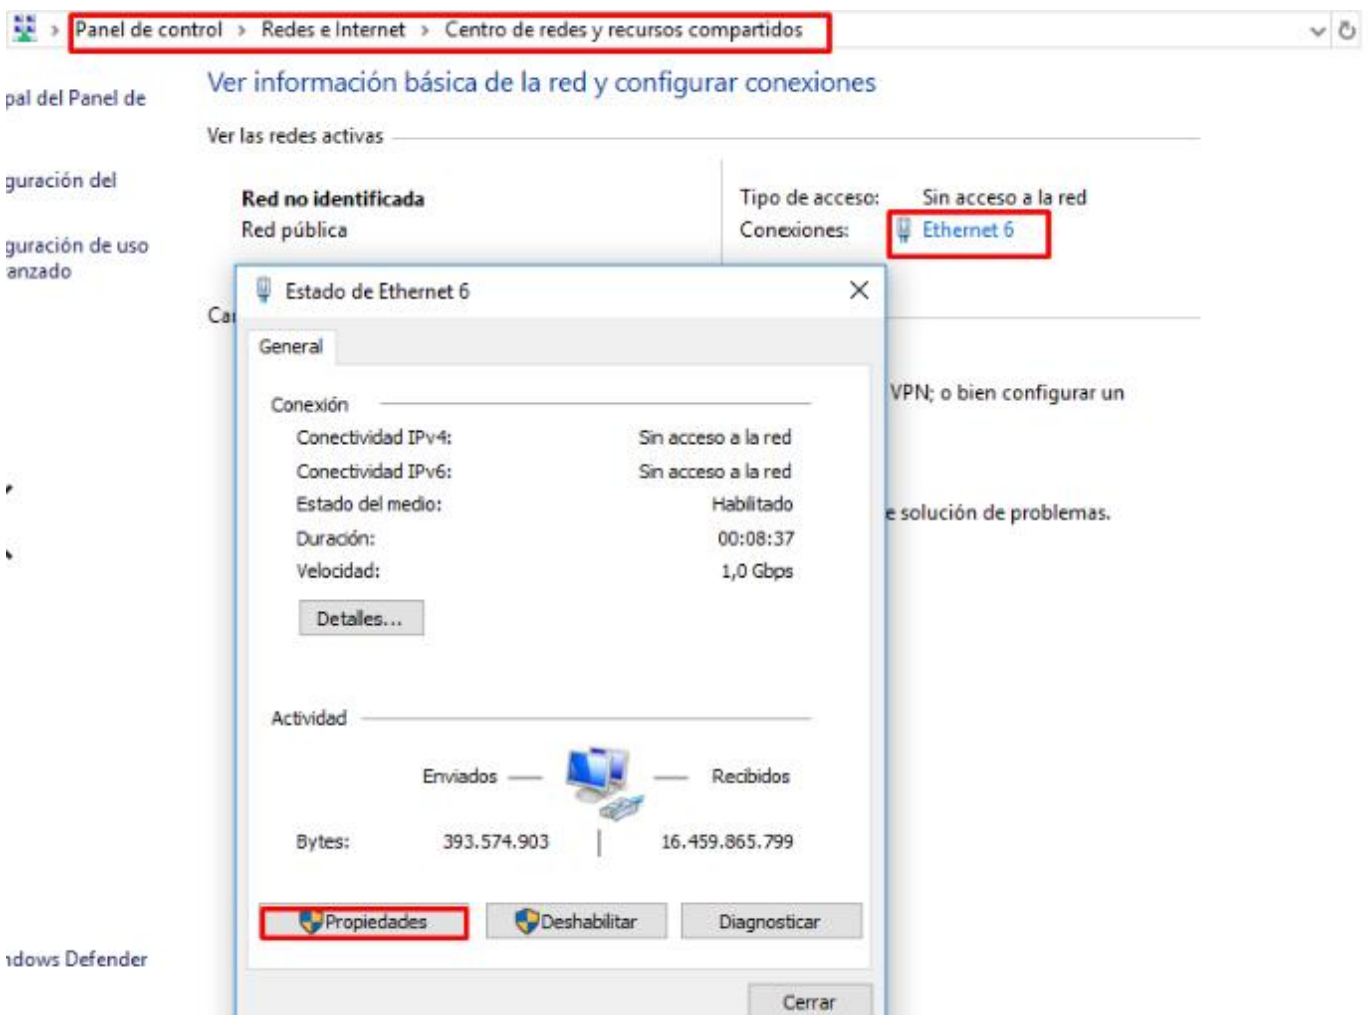 Panel de control > Redes e Internet > Centro de redes y recursos compartidos
pal del Panel de
Ver información básica de la red y configurar conexiones
Ver las redes activas
guración del
Red no identificada
Tipo de acceso: Sin acceso a la red
Red pública
Conexiones: Ethernet 6
guración de uso
anzado
Estado de Ethernet 6
Ca
General
VPN; o bien configurar un
Conexión
Conectividad IPv4: Sin acceso a la red
Conectividad IPv6: Sin acceso a la red
Estado del medio: Habilitado
e solución de problemas.
Duración: 00:08:37
Velocidad: 1,0 Gbps
Detalles...
Actividad
Enviados Recibidos
Bytes: 393.574.903 16.459.865.799
Propiedades Deshabilitar Diagnosticar
ndows Defender
Cerrar